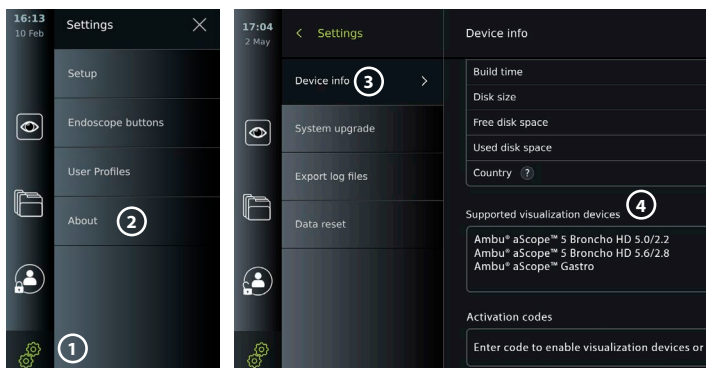 16:13
10 Feb
Settings
Setup
Endoscope buttons
User Profiles
About
2
1
17:04
2 May
< Settings
Device info
3
>
System upgrade
Export log files
Data reset
Device info
Build time
Disk size
Free disk space
Used disk space
Country ?
4
Supported visualization devices
Ambu® aScope™ 5 Broncho HD 5.0/2.2
Ambu® aScope™ 5 Broncho HD 5.6/2.8
Ambu® aScope™ Gastro
Activation codes
Enter code to enable visualization devices or